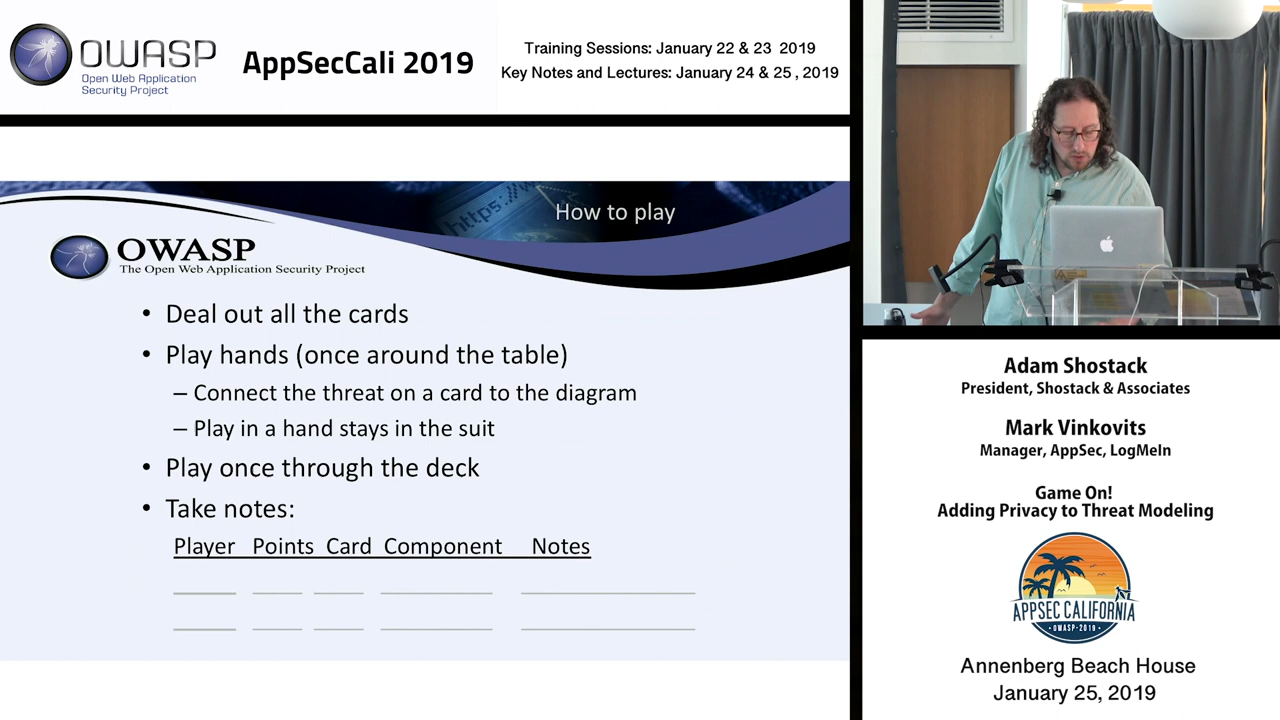 OWASP
Open Web Application
Security Project
AppSecCali 2019
Training Sessions: January 22 & 23 2019
Key Notes and Lectures: January 24 & 25 , 2019
https://
How to play
OWASP
The Open Web Application Security Project
• Deal out all the cards
• Play hands (once around the table)
– Connect the threat on a card to the diagram
– Play in a hand stays in the suit
• Play once through the deck
• Take notes:
Player Points Card Component Notes
Adam Shostack
President, Shostack & Associates
Mark Vinkovits
Manager, AppSec, LogMeIn
Game On!
Adding Privacy to Threat Modeling
APPSEC CALIFORNIA
• OWASP-2019 •
Annenberg Beach House
January 25, 2019